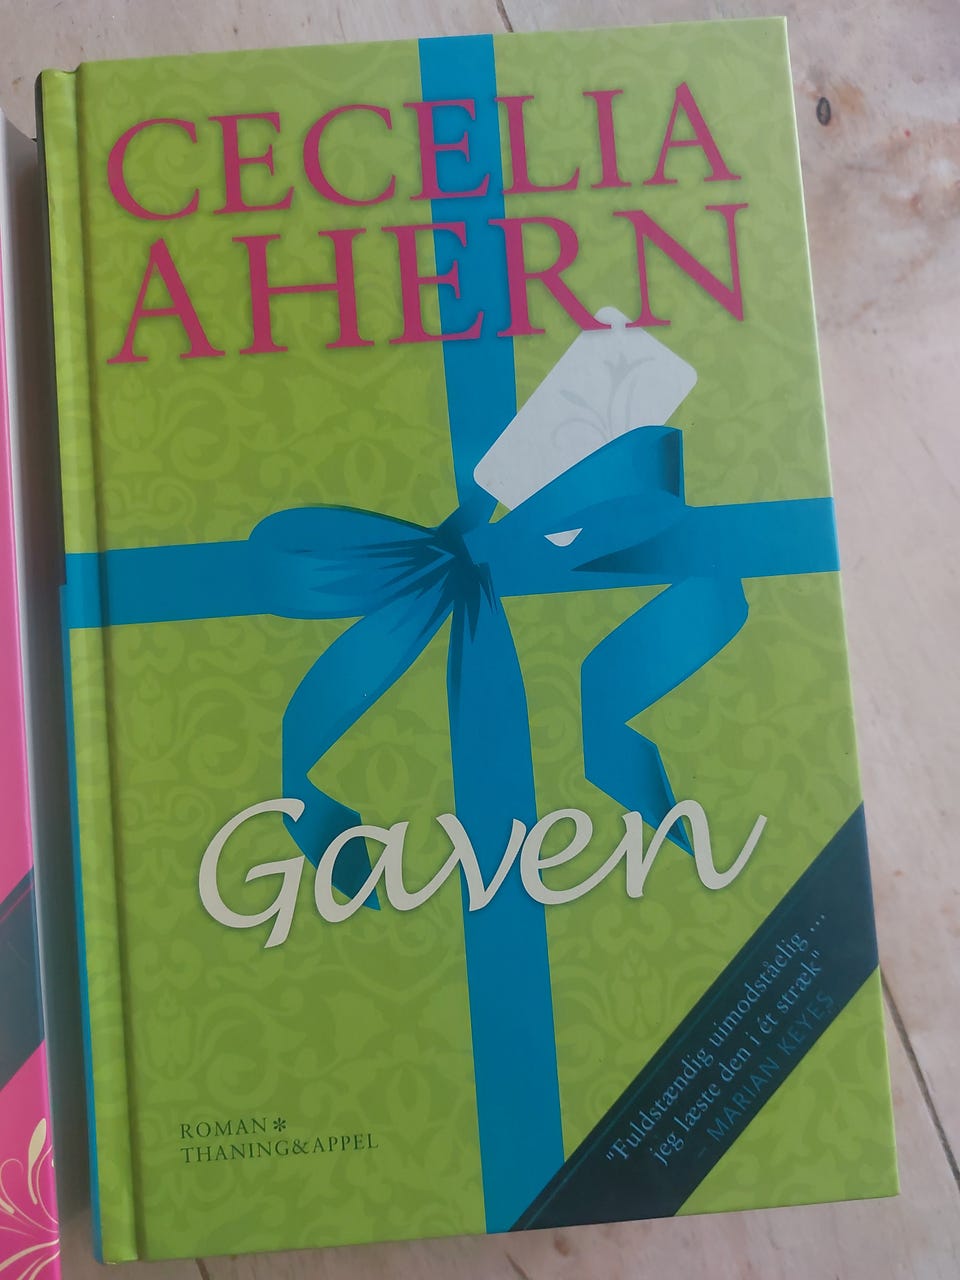 CECELIA
AHERN
Gaven
ROMAN*
THANING&APPEL
"Fuldstændig uimodståelig ...
jeg læste den i ét stræk"
– MARIAN KEYES